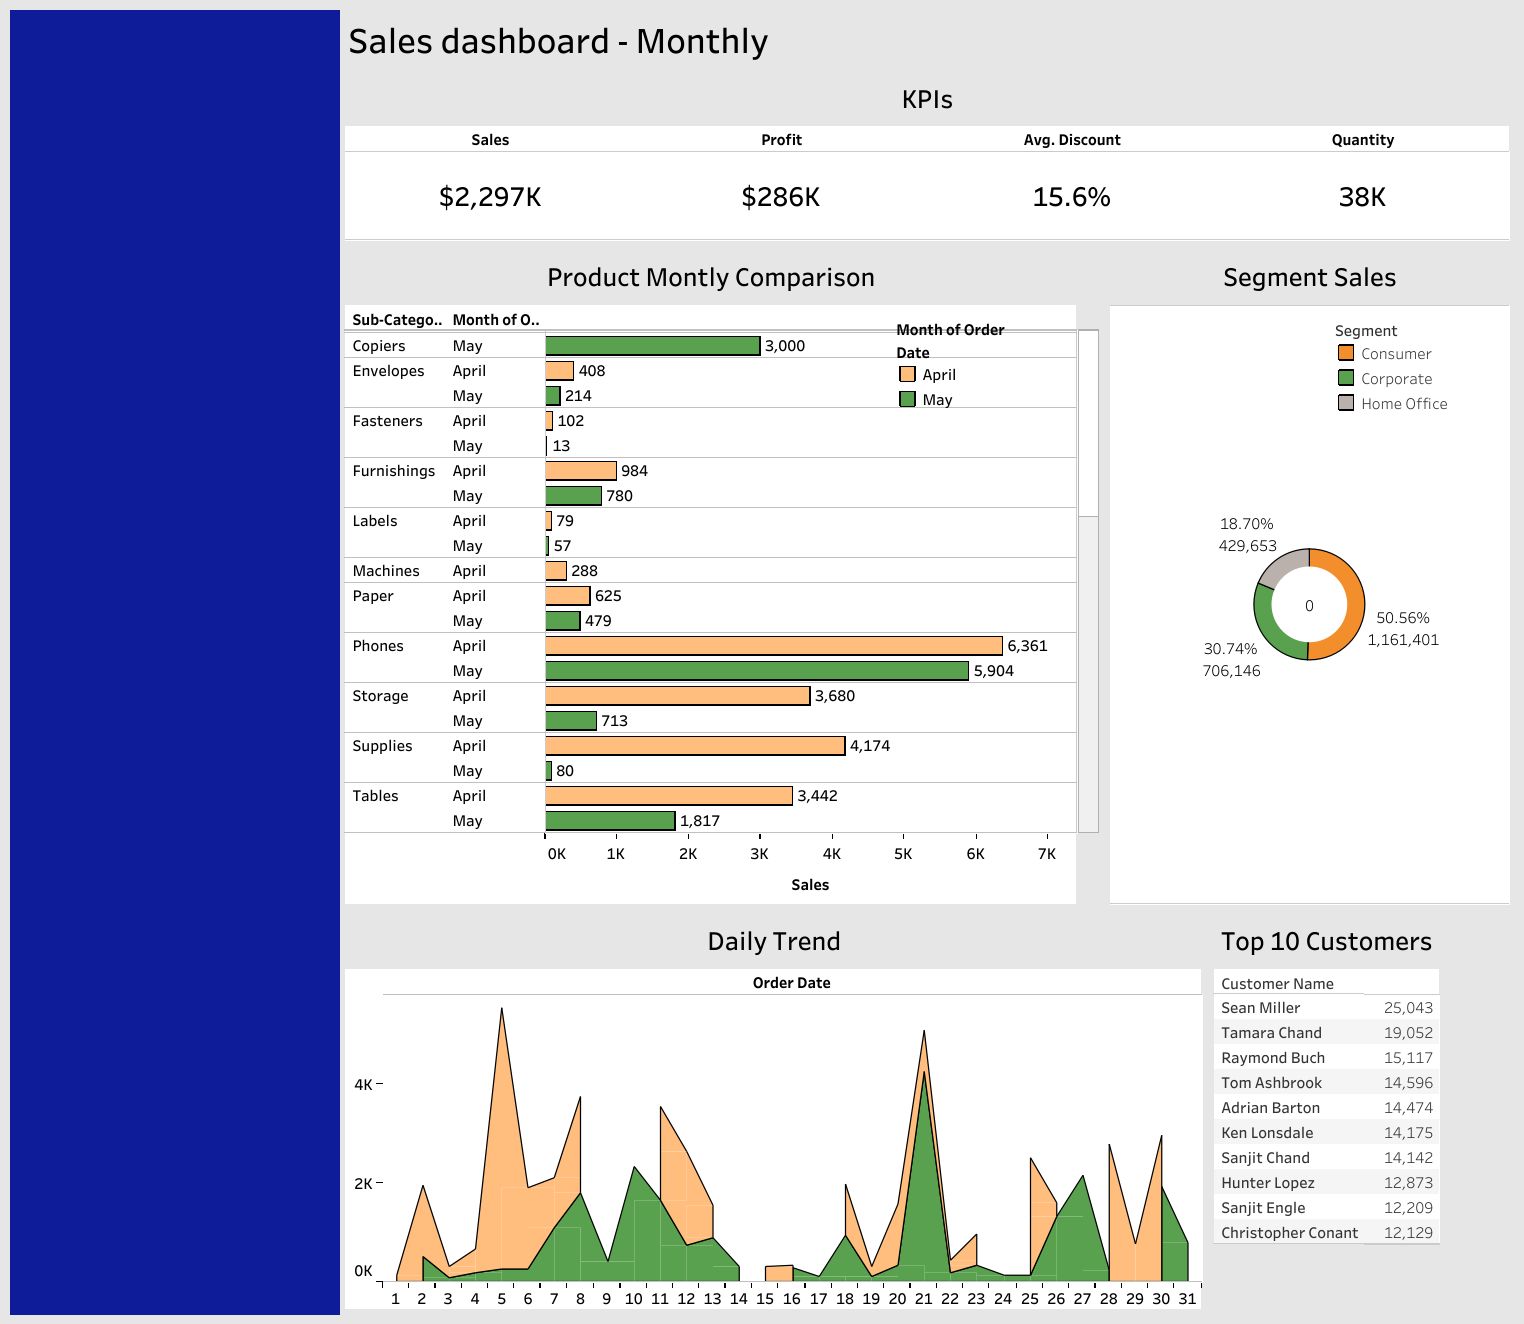 Sales dashboard - Monthly
KPIs
Sales Profit Avg. Discount Quantity
$2,297K $286K 15.6% 38K
Product Montly Comparison
Sub-Catego.. Month of O..
Month of Order
Date
April
May
Copiers May 3,000
Envelopes April 408
May 214
Fasteners April 102
May 13
Furnishings April 984
May 780
Labels April 79
May 57
Machines April 288
Paper April 625
May 479
Phones April 6,361
May 5,904
Storage April 3,680
May 713
Supplies April 4,174
May 80
Tables April 3,442
May 1,817
0K 1K 2K 3K 4K 5K 6K 7K
Sales
Segment Sales
Segment
Consumer
Corporate
Home Office
18.70%
429,653
0
50.56%
1,161,401
30.74%
706,146
Daily Trend
Order Date
4K
2K
0K
1 2 3 4 5 6 7 8 9 10 11 12 13 14 15 16 17 18 19 20 21 22 23 24 25 26 27 28 29 30 31
Top 10 Customers
Customer Name
Sean Miller 25,043
Tamara Chand 19,052
Raymond Buch 15,117
Tom Ashbrook 14,596
Adrian Barton 14,474
Ken Lonsdale 14,175
Sanjit Chand 14,142
Hunter Lopez 12,873
Sanjit Engle 12,209
Christopher Conant 12,129